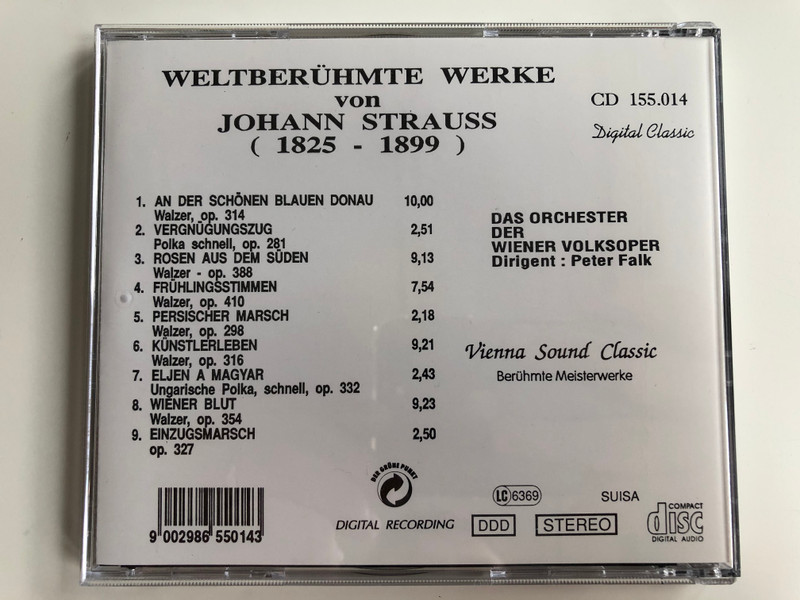 WELTBERÜHMTE WERKE
von
JOHANN STRAUSS
( 1825 - 1899 )
CD 155.014
Digital Classic
1. AN DER SCHÖNEN BLAUEN DONAU 10,00
Walzer, op. 314
2. VERGNÜGUNGSZUG 2,51
Polka schnell, op. 281
3. ROSEN AUS DEM SÜDEN 9,13
Walzer - op. 388
4. FRÜHLINGSSTIMMEN 7,54
Walzer, op. 410
5. PERSISCHER MARSCH 2,18
Walzer, op. 298
6. KÜNSTLERLEBEN 9,21
Walzer, op. 316
7. ELJEN A MAGYAR 2,43
Ungarische Polka, schnell, op. 332
8. WIENER BLUT 9,23
Walzer, op. 354
9. EINZUGSMARSCH 2,50
op. 327
DAS ORCHESTER
DER
WIENER VOLKSOPER
Dirigent : Peter Falk
Vienna Sound Classic
Berühmte Meisterwerke
9 002986 550143
DER GRÜNE PUNKT
DIGITAL RECORDING
LC 6369
DDD
STEREO
SUISA
COMPACT
disc
DIGITAL AUDIO